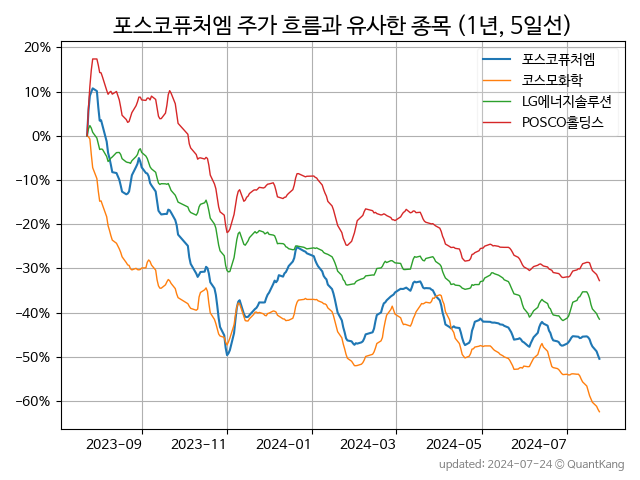 포스코퓨처엠 주가 흐름과 유사한 종목 (1년, 5일선)
포스코퓨처엠
코스모화학
LG에너지솔루션
POSCO홀딩스
20%
10%
0%
−10%
−20%
−30%
−40%
−50%
−60%
2023-09
2023-11
2024-01
2024-03
2024-05
2024-07
updated: 2024-07-24 © QuantKang